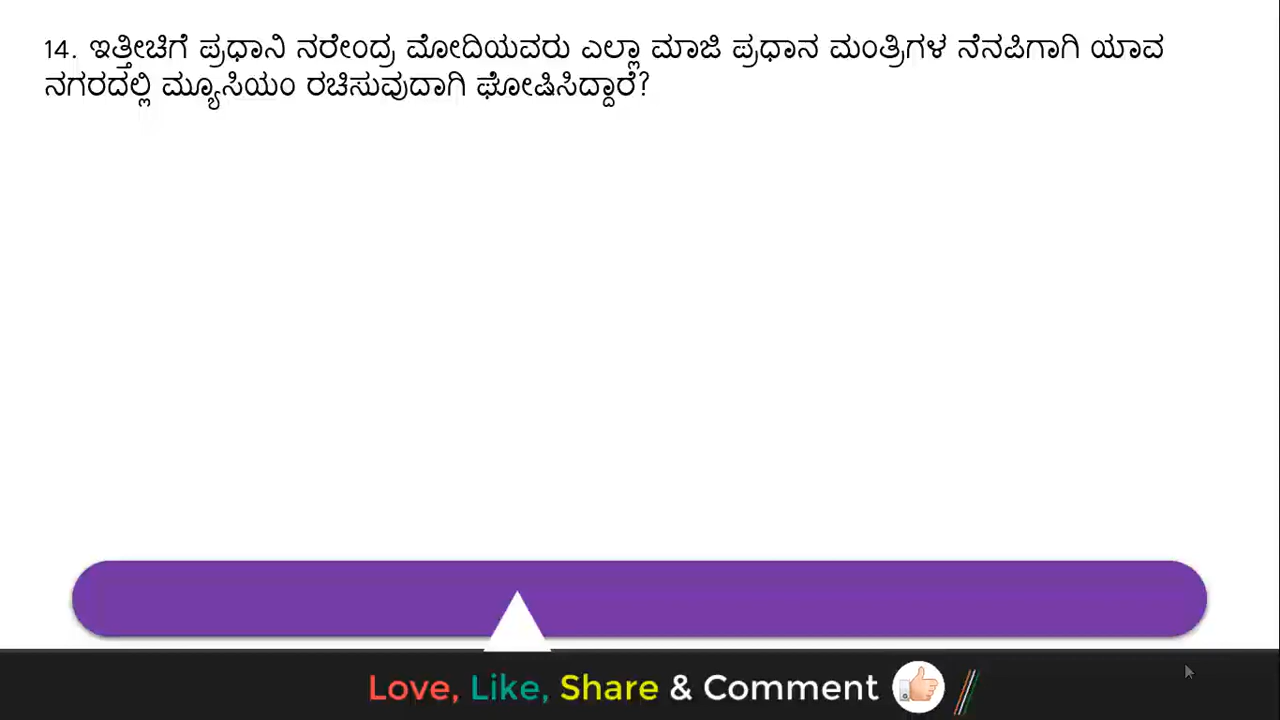 14. ಇತ್ತೀಚಿಗೆ ಪ್ರಧಾನಿ ನರೇಂದ್ರ ಮೋದಿಯವರು ಎಲ್ಲಾ ಮಾಜಿ ಪ್ರಧಾನ ಮಂತ್ರಿಗಳ ನೆನಪಿಗಾಗಿ ಯಾವ
ನಗರದಲ್ಲಿ ಮ್ಯೂಸಿಯಂ ರಚಿಸುವುದಾಗಿ ಘೋಷಿಸಿದ್ದಾರೆ?
Love, Like, Share & Comment